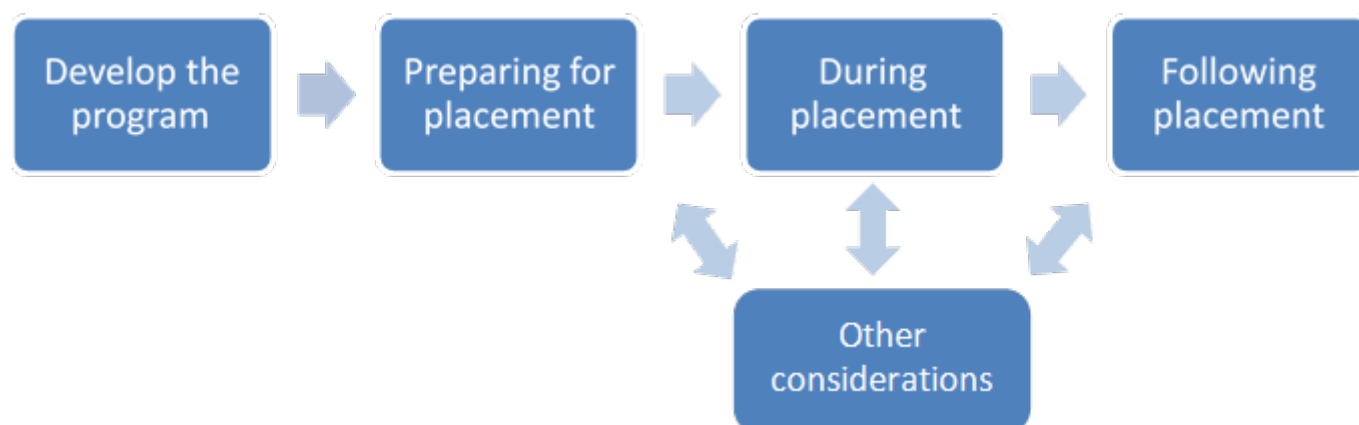 Develop the
program
Preparing for
placement
During
placement
Following
placement
Other
considerations